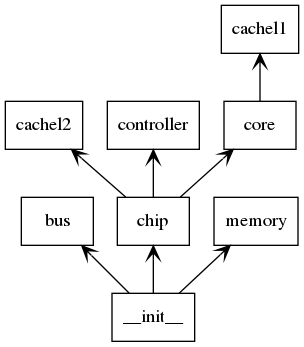 cachel1
cachel2
controller
core
bus
chip
memory
__init__